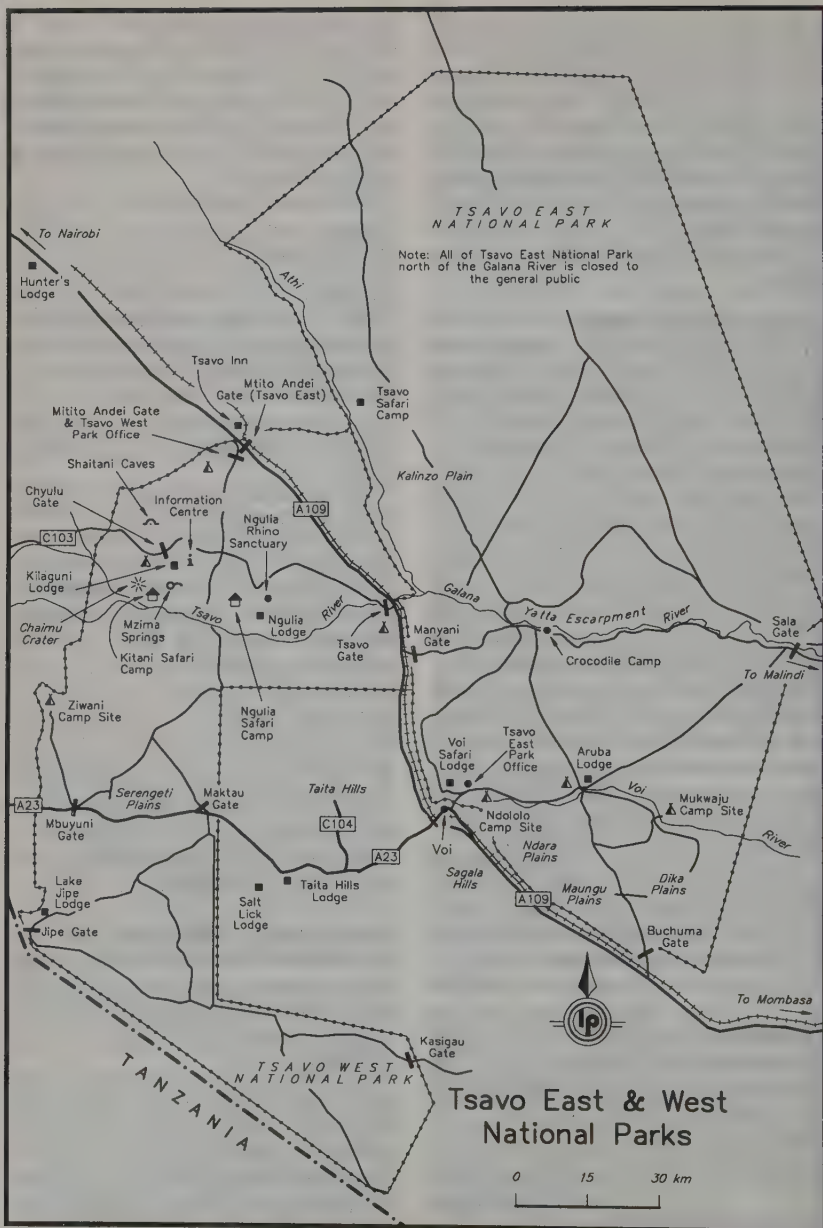 TSAVO EAST
NATIONAL PARK
Note: All of Tsavo East National Park
north of the Galana River is closed to
the general public
To Nairobi
Hunter's
Lodge
Athi
Tsavo Inn
Mtito Andei
Gate
(Tsavo East)
Tsavo
Safari
Camp
Mitito Andei Gate
& Tsavo West
Park Office
Shaitani Caves
Kalinzo Plain
Chyulu
Gate
Information
Centre
i
Ngulia
Rhino
Sanctuary
A109
C103
Kilaguni
Lodge
Chaimu
Crater
Mzima
Springs
Kitani Safari
Camp
Tsavo
River
Ngulia Lodge
Tsavo
Gate
Galana
Yatta Escarpment
River
Sala
Gate
Manyani
Gate
Crocodile Camp
To Malindi
Ziwani
Camp Site
Ngulia
Safari
Camp
Voi
Safari
Lodge
Tsavo
East
Park
Office
Aruba
Lodge
Voi
River
Mukwaju
Camp Site
A23
Mbuyuni
Gate
Serengeti
Plains
Maktau
Gate
Taita Hills
C104
A23
Voi
Ndololo
Camp Site
Ndara
Plains
Sagala
Hills
Maungu
Plains
Dika
Plains
A109
Lake
Jipe
Lodge
Jipe Gate
Salt
Lick
Lodge
Taita Hills
Lodge
Buchuma
Gate
lp
To Mombasa
Kasigau
Gate
TSAVO WEST
NATIONAL PARK
TANZANIA
Tsavo East & West
National Parks
0 15 30 km